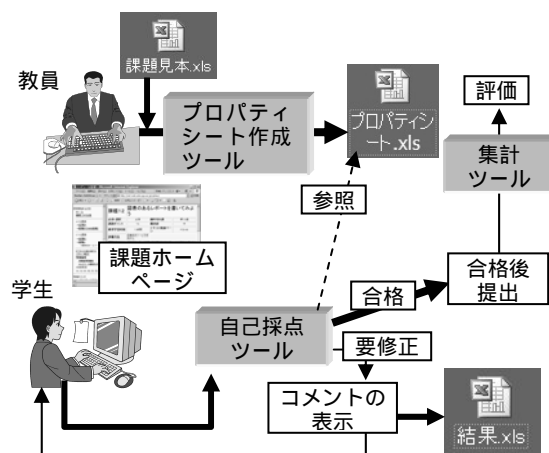 課題見本.xls
教員
プロパティ
シート作成
ツール
プロパティシ
ート.xls
評価
集計
ツール
参照
課題ホーム
ページ
合格後
提出
学生
合格
自己採点
ツール
要修正
コメントの
表示
結果.xls